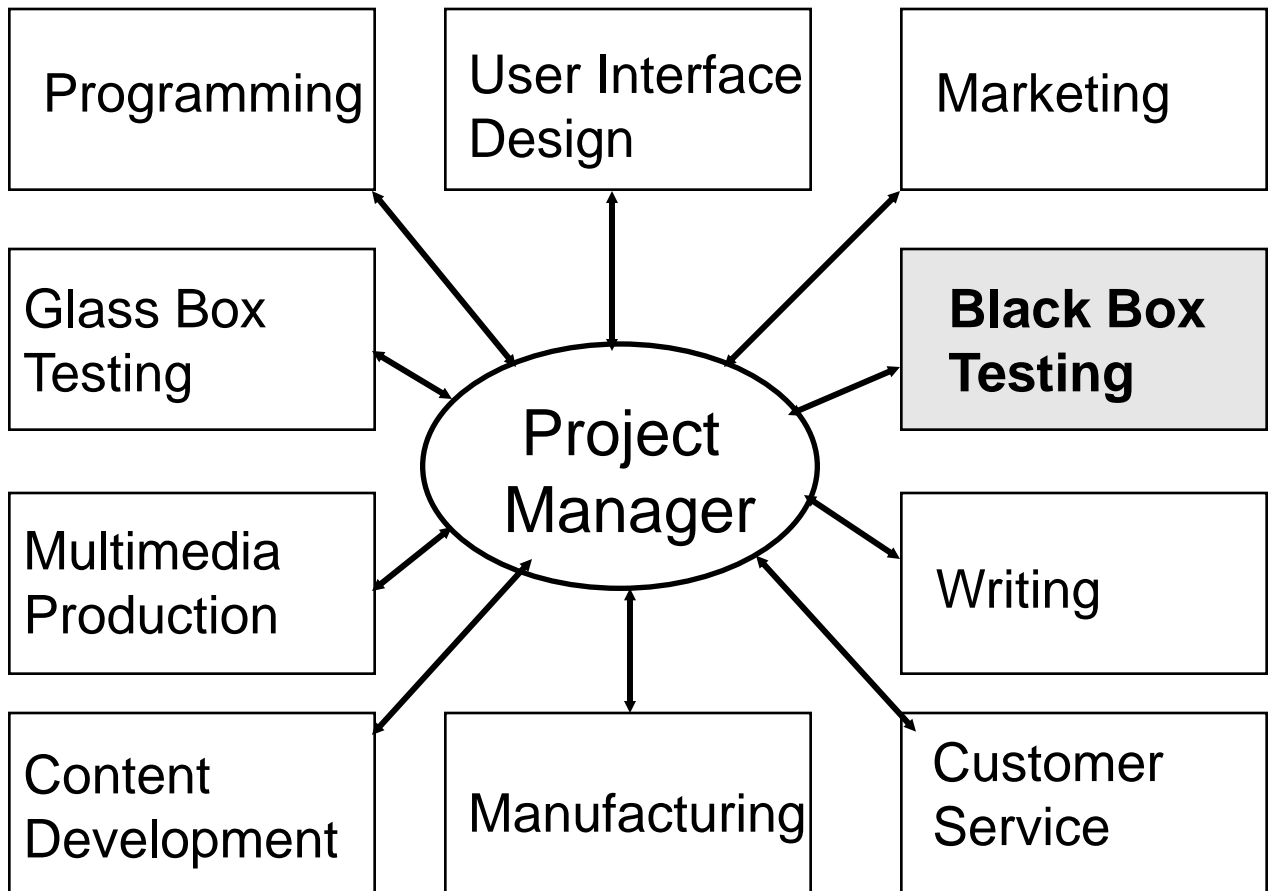 Programming
User Interface
Design
Marketing
Glass Box
Testing
Black Box
Testing
Project
Manager
Multimedia
Production
Writing
Content
Development
Manufacturing
Customer
Service